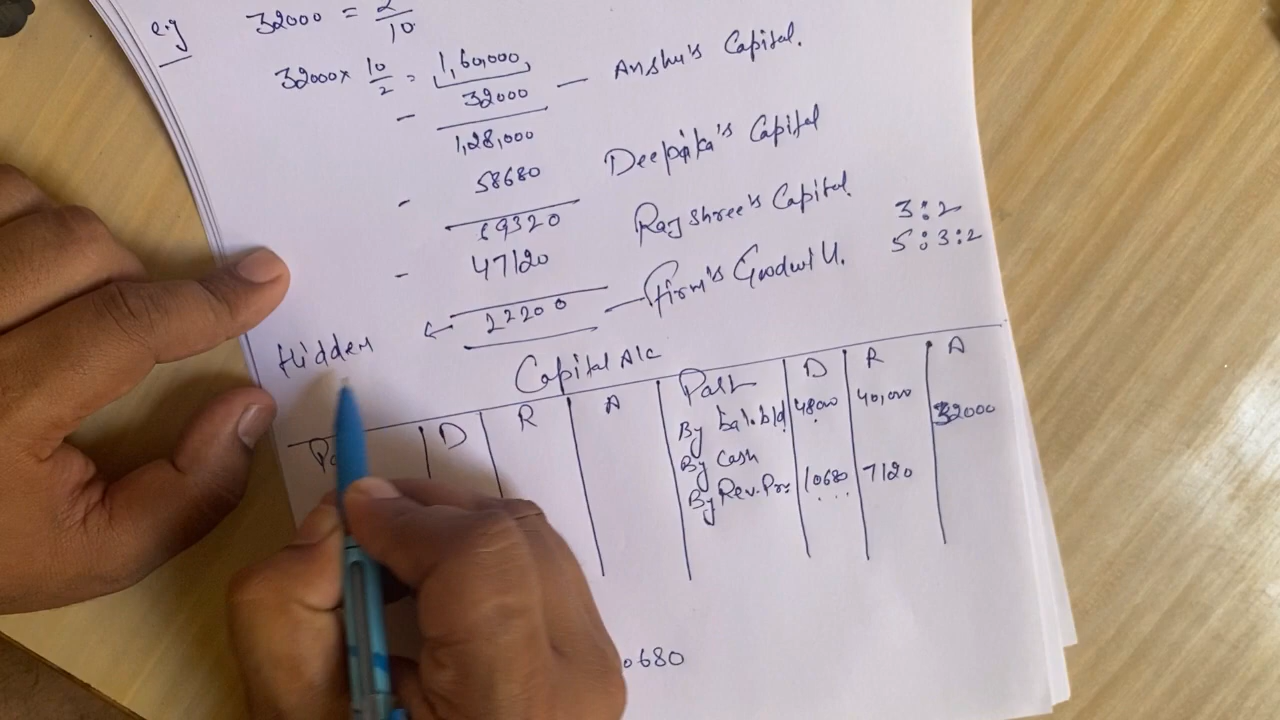 e.g 32000 = 2/10
32000 x 10/2 = 1,60,000
- 32000 — Anshu's Capital.
1,28,000
- 58680 Deepika's Capital
69320 Rajshree's Capital.
- 47120
22200 — Firm's Goodwill.
3:2
5:3:2
Hidden ←
Capital A/c
D R A Part D R A
By bal. b/d 48000 40,000 32000
By Cash
By Rev. Pro: 10680 7120
0680